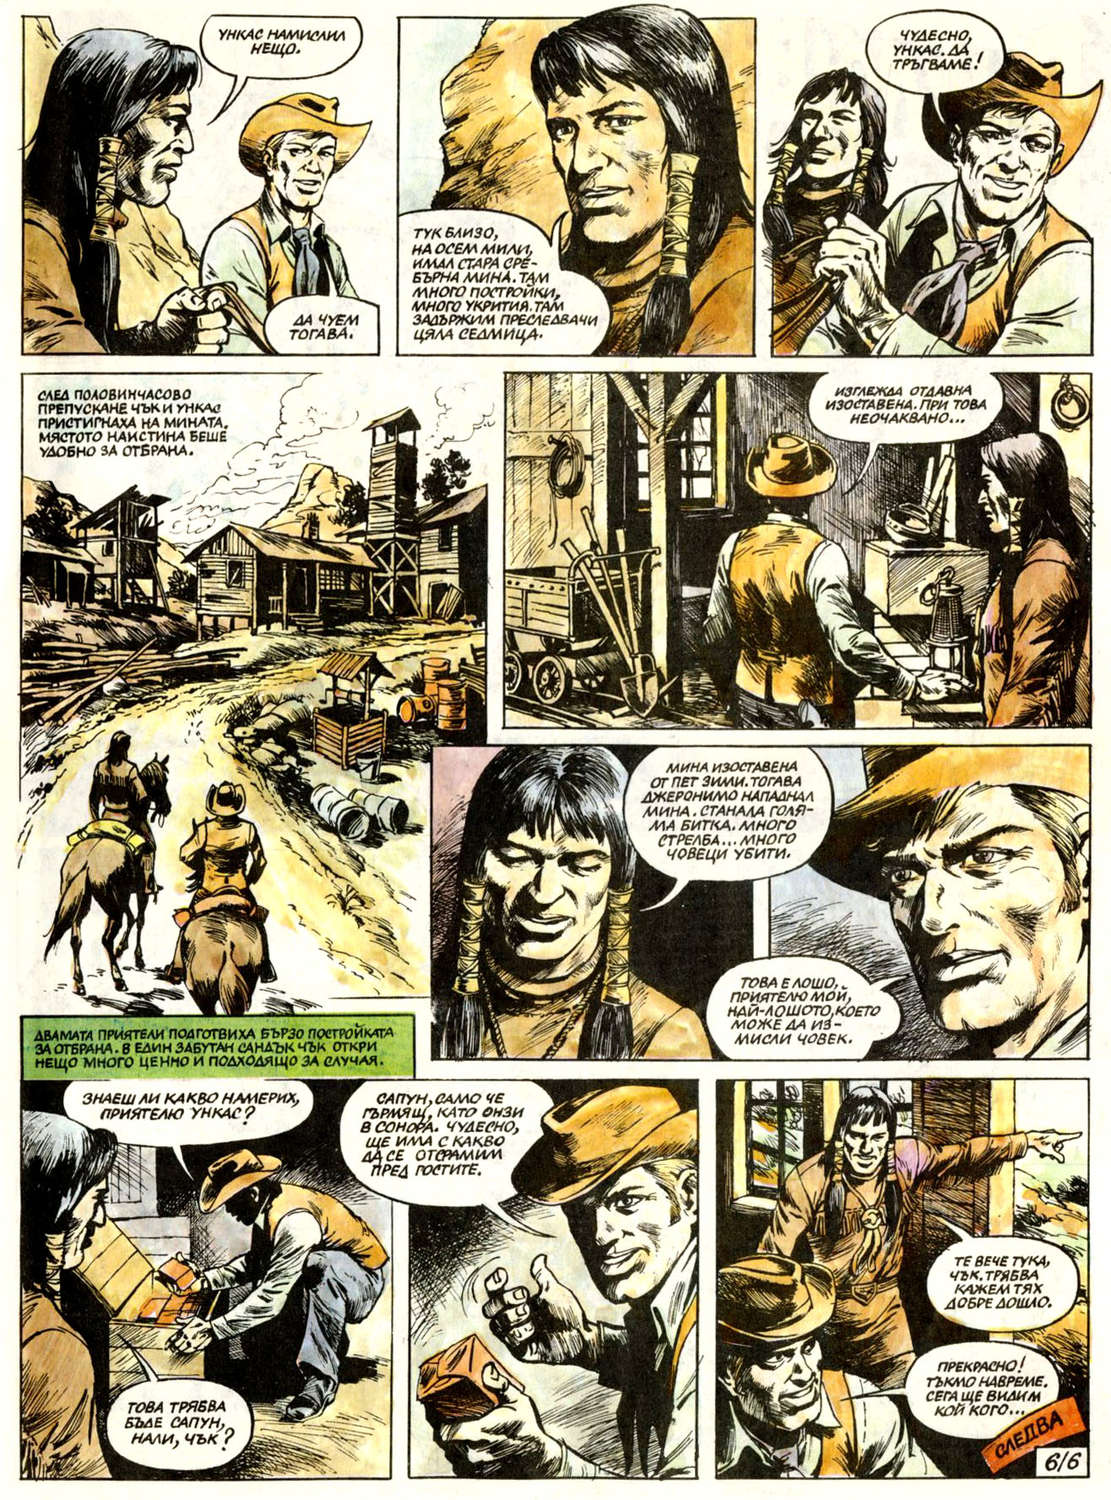 УНКАС НАМИСЛИЛ
НЕЩО.
ДА ЧУЕМ
ТОГАВА.
ТУК БЛИЗО,
НА ОСЕМ МИЛИ,
ИМАЛ СТАРА СРЕ-
БЪРНА МИНА. ТАМ
МНОГО ПОСТРОЙКИ,
МНОГО УКРИТИЯ. ТАМ
ЗАДЪРЖИМ ПРЕСЛЕДВАЧИ
ЦЯЛА СЕДМИЦА.
ЧУДЕСНО,
УНКАС. ДА
ТРЪГВАМЕ!
СЛЕД ПОЛОВИНЧАСОВО
ПРЕПУСКАНЕ ЧЪК И УНКАС
ПРИСТИГНАХА НА МИНАТА.
МЯСТОТО НАИСТИНА БЕШЕ
УДОБНО ЗА ОТБРАНА.
ИЗГЛЕЖДА ОТДАВНА
ИЗОСТАВЕНА. ПРИ ТОВА
НЕОЧАКВАНО...
МИНА ИЗОСТАВЕНА
ОТ ПЕТ ЗИМИ. ТОГАВА
ДЖЕРОНИМО НАПАДНАЛ
МИНА. СТАНАЛА ГОЛЯ-
МА БИТКА. МНОГО
СТРЕЛБА... МНОГО
ЧОВЕЦИ УБИТИ.
ТОВА Е ЛОШО,
ПРИЯТЕЛЮ МОЙ,
НАЙ-ЛОШОТО, КОЕТО
МОЖЕ ДА ИЗ-
МИСЛИ ЧОВЕК.
ДВАМАТА ПРИЯТЕЛИ ПОДГОТВИХА БЪРЗО ПОСТРОЙКАТА
ЗА ОТБРАНА. В ЕДИН ЗАБУТАН САНДЪК ЧЪК ОТКРИ
НЕЩО МНОГО ЦЕННО И ПОДХОДЯЩО ЗА СЛУЧАЯ.
ЗНАЕШ ЛИ КАКВО НАМЕРИХ,
ПРИЯТЕЛЮ УНКАС?
ТОВА ТРЯБВА
БЪДЕ САПУН,
НАЛИ, ЧЪК?
САПУН, САМО ЧЕ
ГЪРМЯЩ, КАТО ОНЗИ
В СОНОРА. ЧУДЕСНО,
ЩЕ ИМА С КАКВО
ДА СЕ ОТСРАМИМ
ПРЕД ГОСТИТЕ.
ТЕ ВЕЧЕ ТУКА,
ЧЪК. ТРЯБВА
КАЖЕМ ТЯХ
ДОБРЕ ДОШЛО.
ПРЕКРАСНО!
ТЪКМО НАВРЕМЕ.
СЕГА ЩЕ ВИДИМ
КОЙ КОГО...
СЛЕДВА
6/6